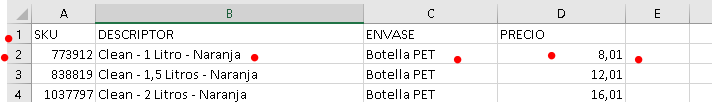 A B C D E
1 SKU DESCRIPTOR ENVASE PRECIO
2 773912 Clean - 1 Litro - Naranja Botella PET 8,01
3 838819 Clean - 1,5 Litros - Naranja Botella PET 12,01
4 1037797 Clean - 2 Litros - Naranja Botella PET 16,01